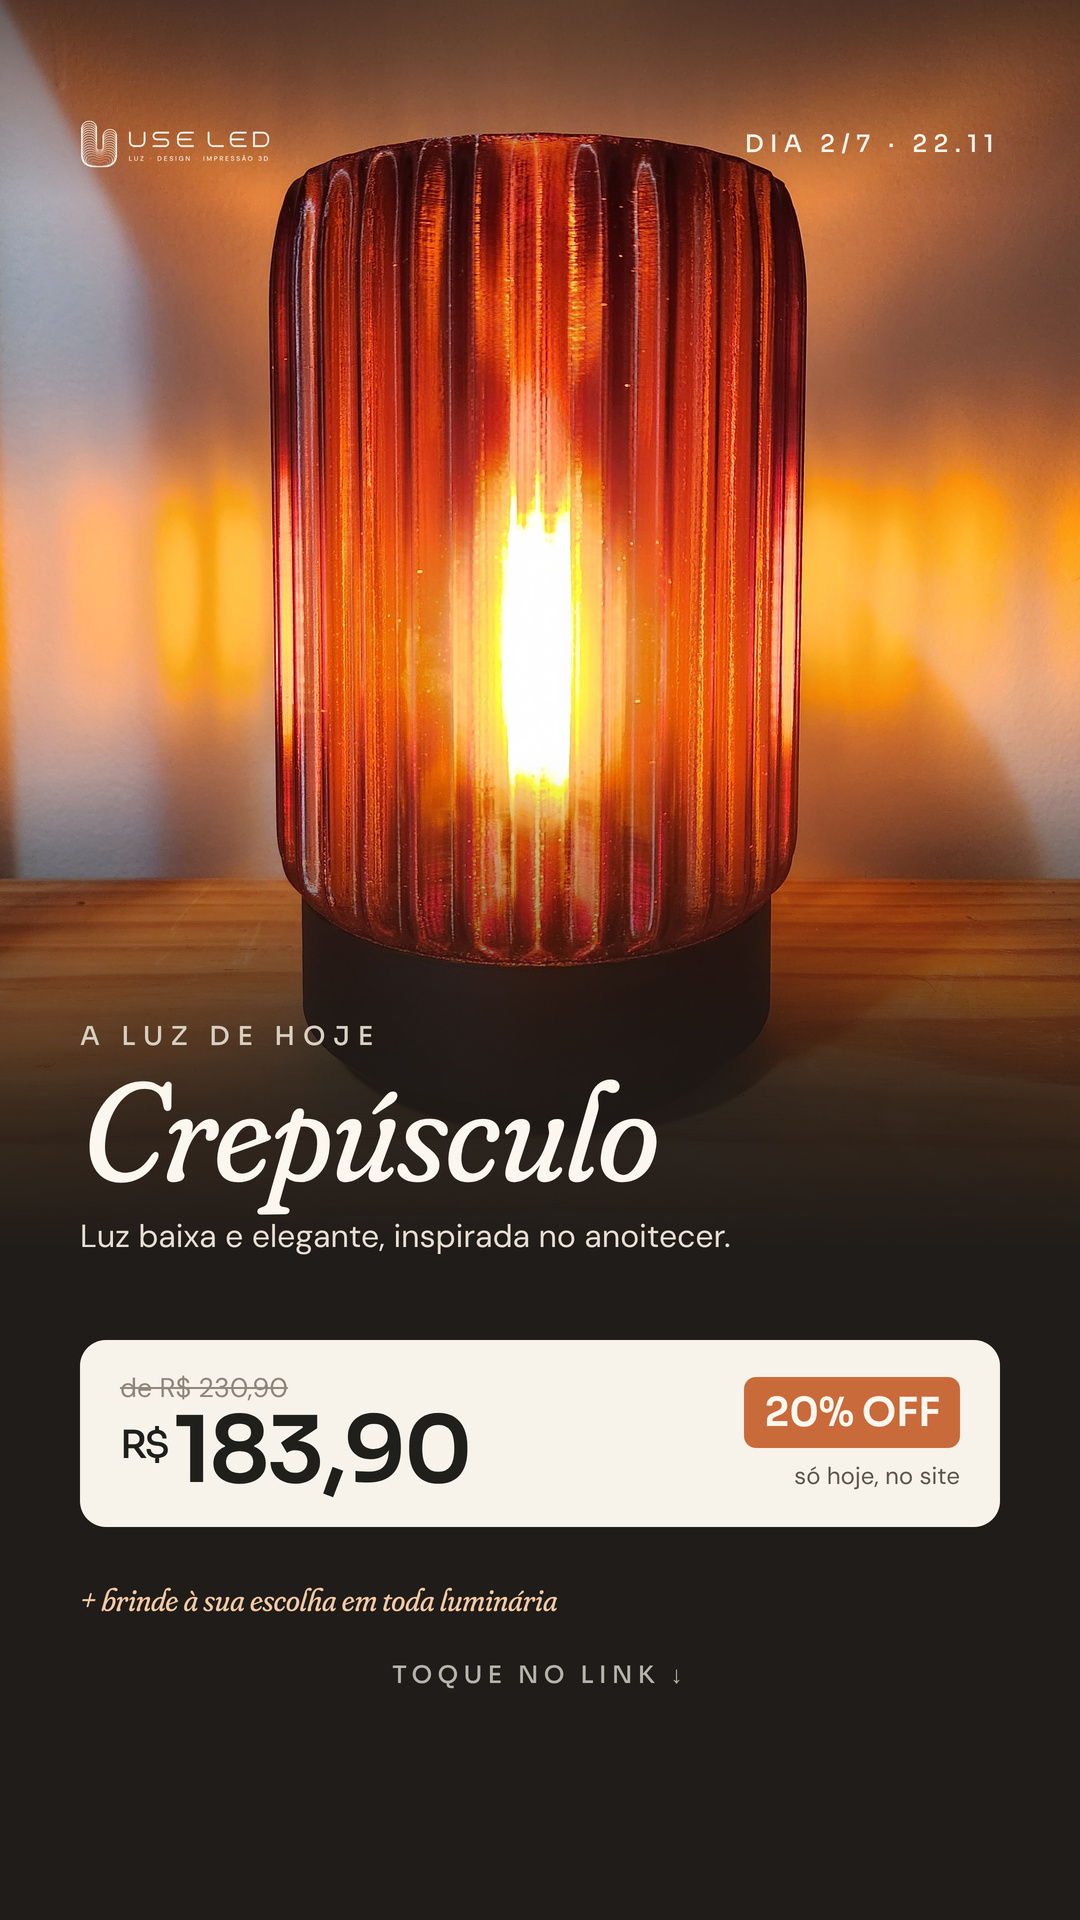 USE LED
LUZ · DESIGN · IMPRESSÃO 3D
DIA 2/7 · 22.11
A LUZ DE HOJE
Crepúsculo
Luz baixa e elegante, inspirada no anoitecer.
de R$ 230,90
R$ 183,90
20% OFF
só hoje, no site
+ brinde à sua escolha em toda luminária
TOQUE NO LINK ↓